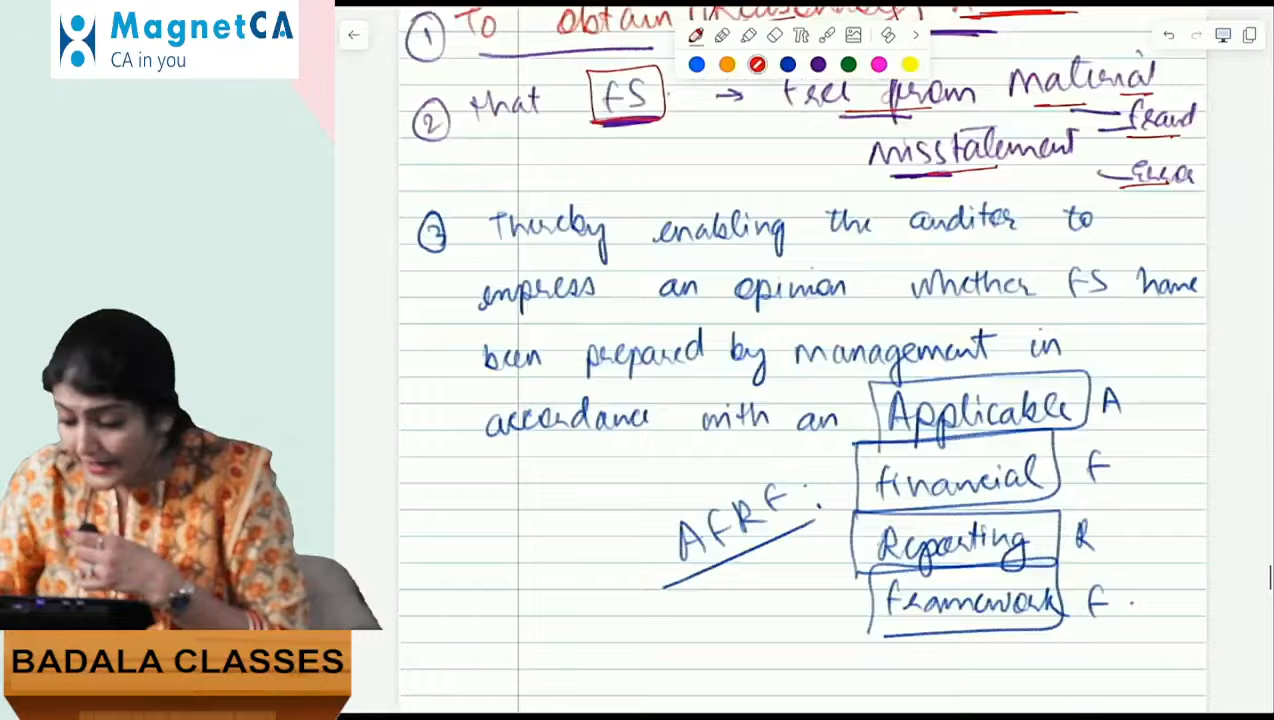 MagnetCA
CA in you
① To obtain
② that FS → free from Material
fraud
misstatement
Error
③ Thereby enabling the auditor to
express an opinion whether FS have
been prepared by management in
accordance with an Applicable A
financial F
AFRF: Reporting R
framework F
BADALA CLASSES